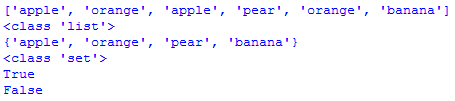 ['apple', 'orange', 'apple', 'pear', 'orange', 'banana']
<class 'list'>
{'apple', 'orange', 'pear', 'banana'}
<class 'set'>
True
False